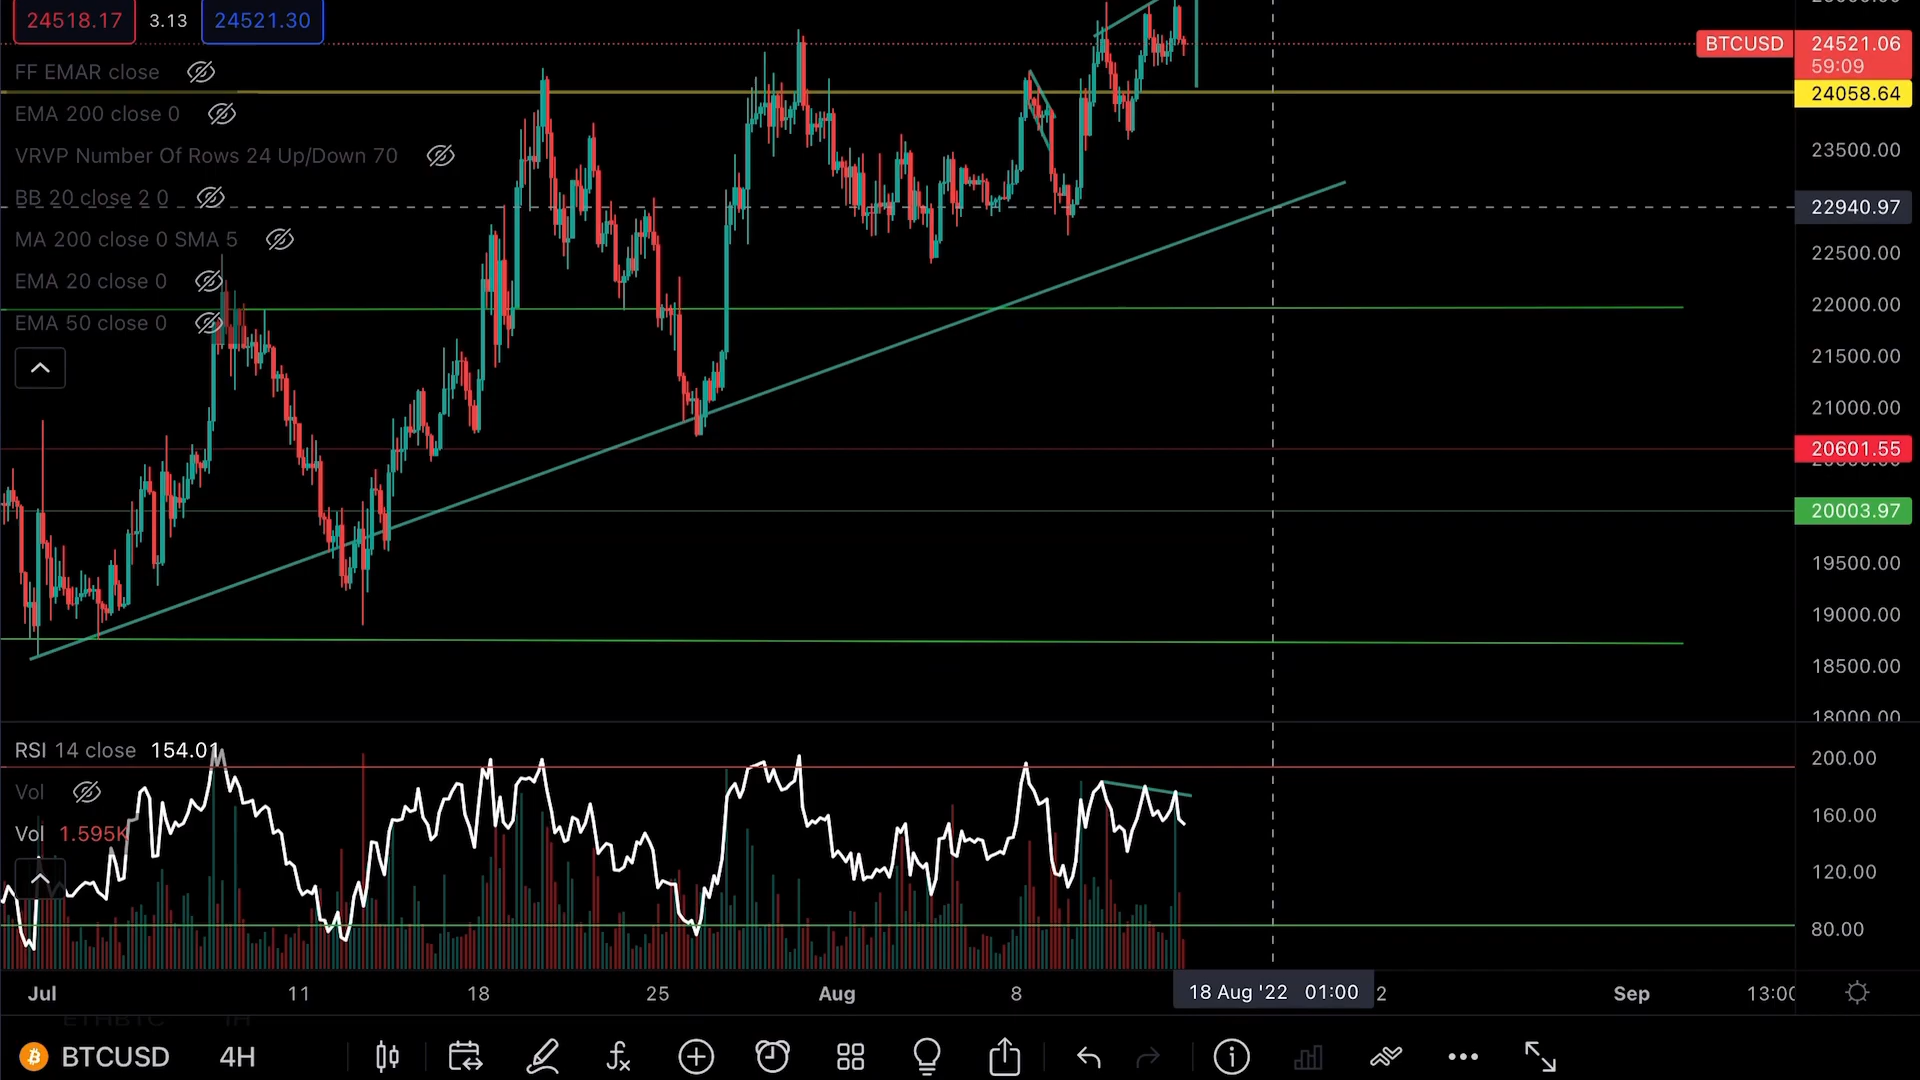 24518.17 3.13 24521.30
FF EMAR close
EMA 200 close 0
VRVP Number Of Rows 24 Up/Down 70
BB 20 close 2 0
MA 200 close 0 SMA 5
EMA 20 close 0
EMA 50 close 0
BTCUSD 24521.06
59:09
24058.64
23500.00
22940.97
22500.00
22000.00
21500.00
21000.00
20601.55
20003.97
19500.00
19000.00
18500.00
18000.00
RSI 14 close 154.01
Vol
Vol 1.595K
200.00
160.00
120.00
80.00
Jul 11 18 25 Aug 8 18 Aug '22 01:00 2 Sep 13:00
ETHBTC 1H
BTCUSD 4H